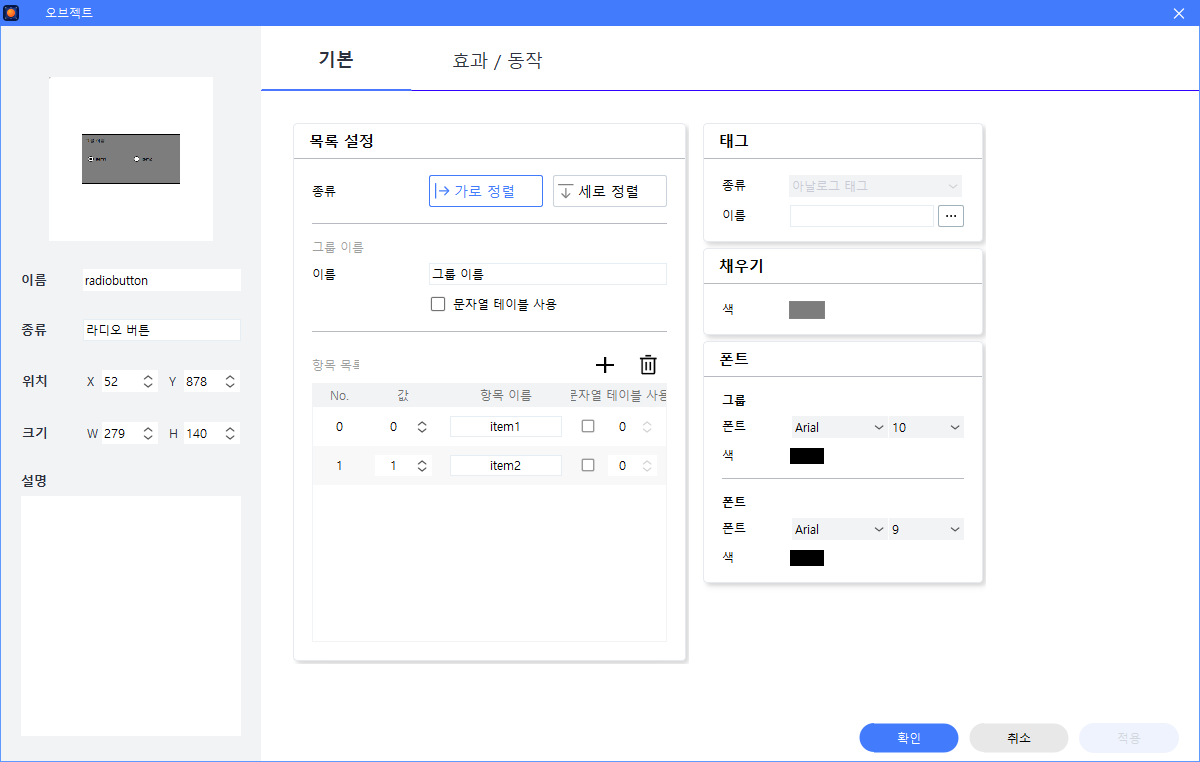 오브젝트
기본
효과 / 동작
이름 radiobutton
종류 라디오 버튼
위치 X 52 Y 878
크기 W 279 H 140
설명
목록 설정
종류 가로 정렬 세로 정렬
그룹 이름
이름 그룹 이름
문자열 테이블 사용
항목 목록
No. 값 항목 이름 문자열 테이블 사용
0 0 item1 0
1 1 item2 0
태그
종류 아날로그 태그
이름 ...
채우기
색
폰트
그룹
폰트 Arial 10
색
폰트
폰트 Arial 9
색
확인 취소 적용